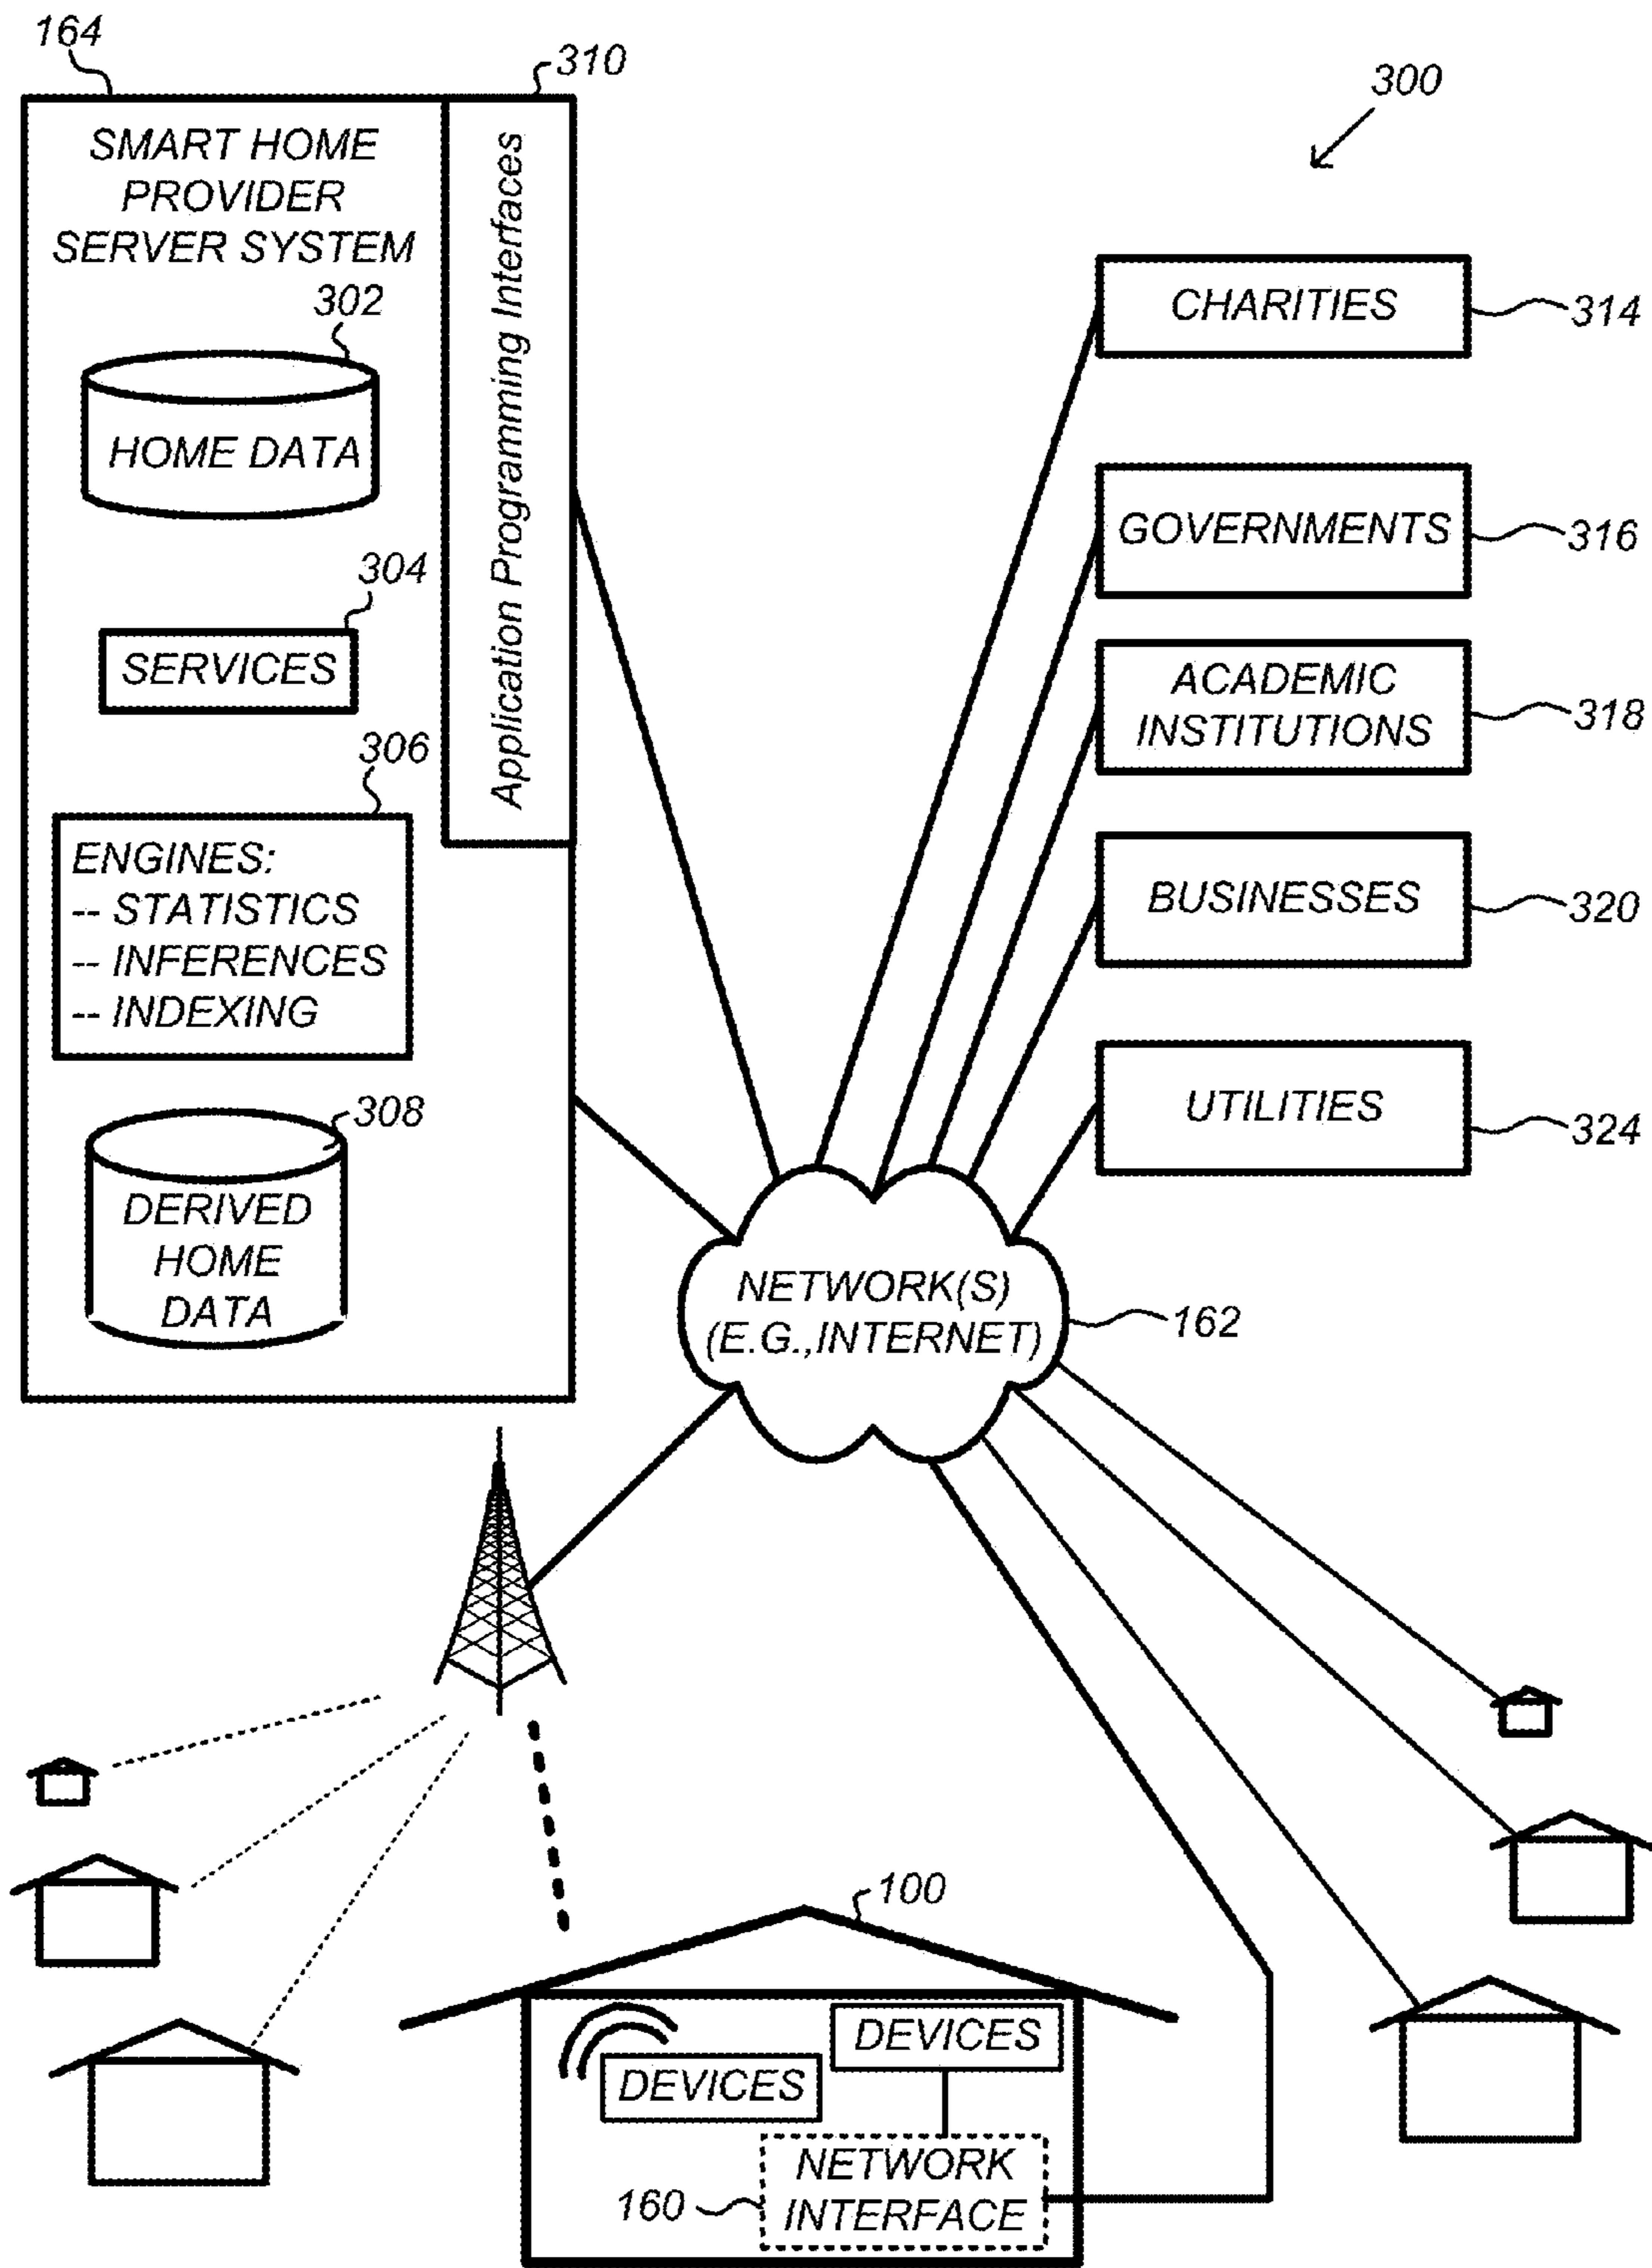 164
310
300
SMART HOME
PROVIDER
SERVER SYSTEM
Application Programming Interfaces
302
HOME DATA
304
SERVICES
306
ENGINES:
-- STATISTICS
-- INFERENCES
-- INDEXING
308
DERIVED
HOME
DATA
CHARITIES
314
GOVERNMENTS
316
ACADEMIC
INSTITUTIONS
318
BUSINESSES
320
UTILITIES
324
NETWORK(S)
(E.G.,INTERNET)
162
100
DEVICES
DEVICES
NETWORK
INTERFACE
160